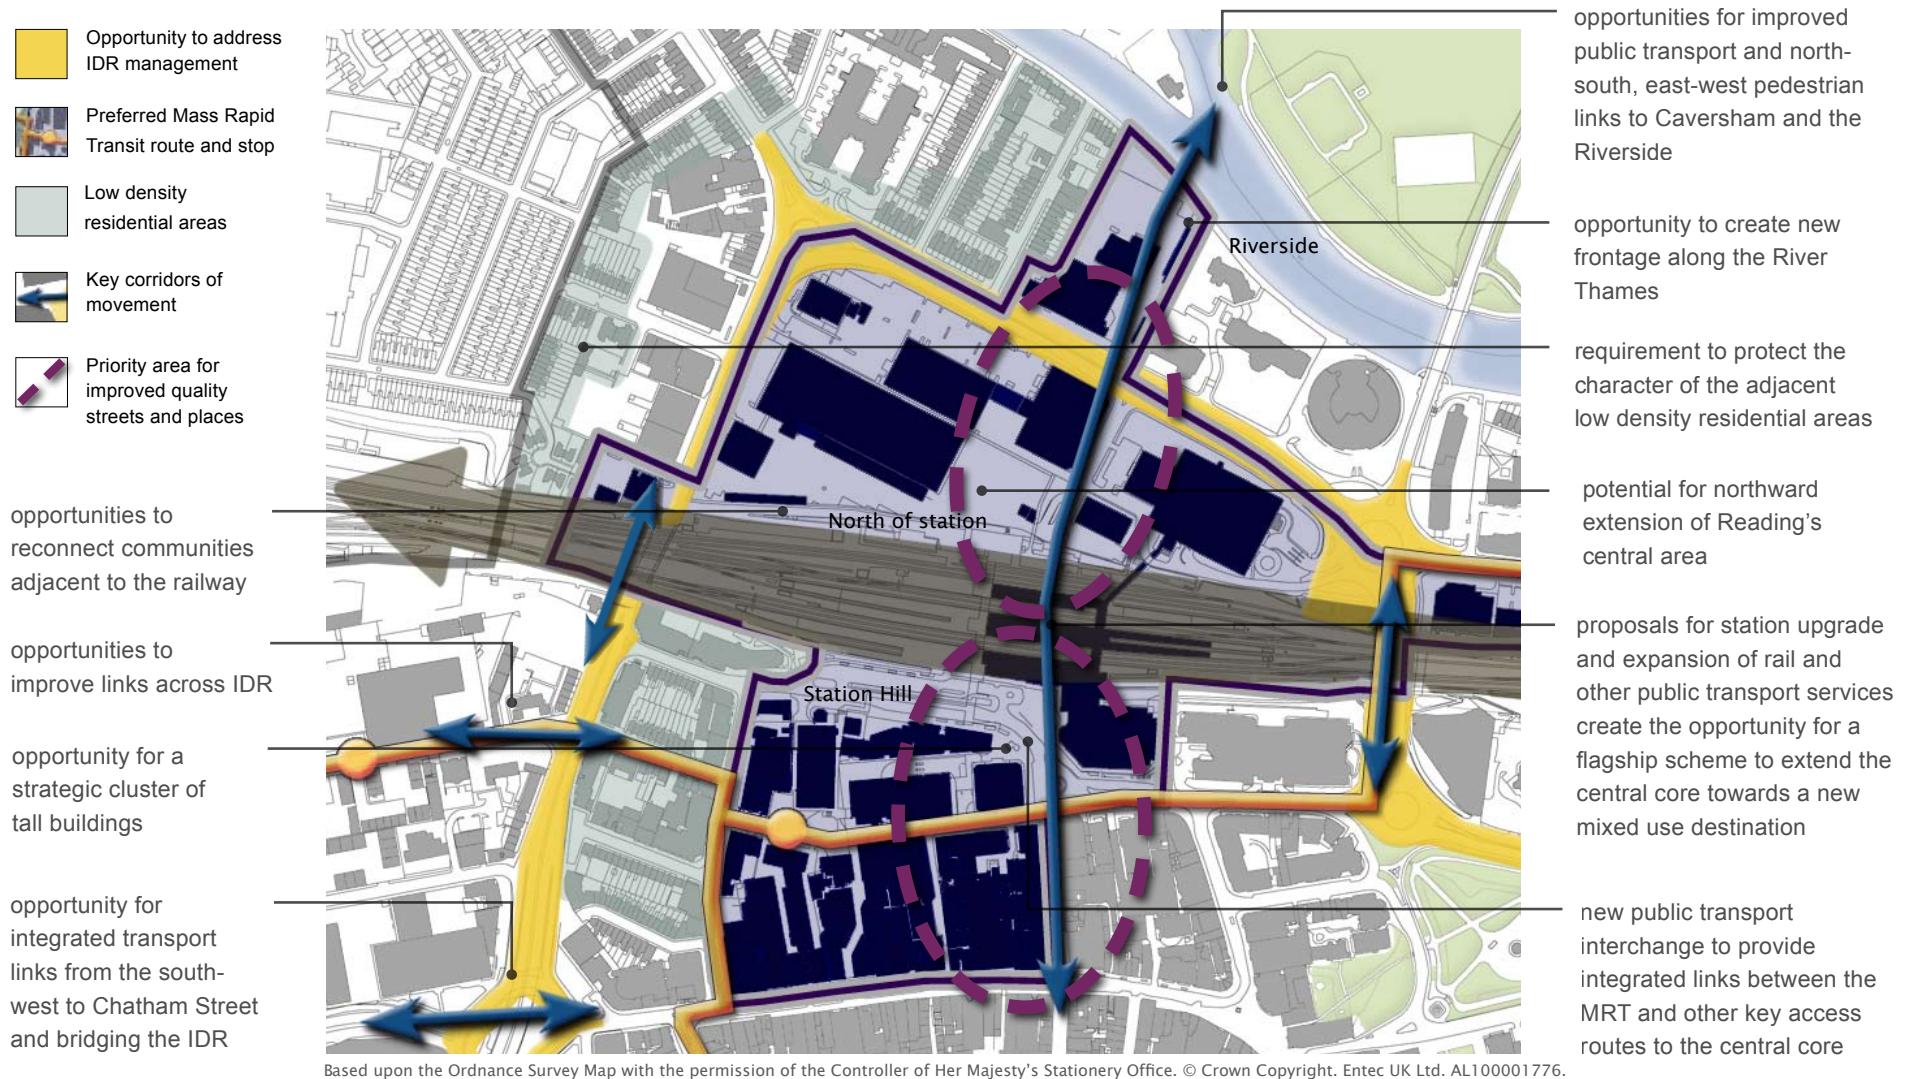 Opportunity to address
IDR management
Preferred Mass Rapid
Transit route and stop
Low density
residential areas
Key corridors of
movement
Priority area for
improved quality
streets and places
opportunities to
reconnect communities
adjacent to the railway
opportunities to
improve links across IDR
opportunity for a
strategic cluster of
tall buildings
opportunity for
integrated transport
links from the south-
west to Chatham Street
and bridging the IDR
Riverside
North of station
Station Hill
opportunities for improved
public transport and north-
south, east-west pedestrian
links to Caversham and the
Riverside
opportunity to create new
frontage along the River
Thames
requirement to protect the
character of the adjacent
low density residential areas
potential for northward
extension of Reading's
central area
proposals for station upgrade
and expansion of rail and
other public transport services
create the opportunity for a
flagship scheme to extend the
central core towards a new
mixed use destination
new public transport
interchange to provide
integrated links between the
MRT and other key access
routes to the central core
Based upon the Ordnance Survey Map with the permission of the Controller of Her Majesty's Stationery Office. © Crown Copyright. Entec UK Ltd. AL100001776.